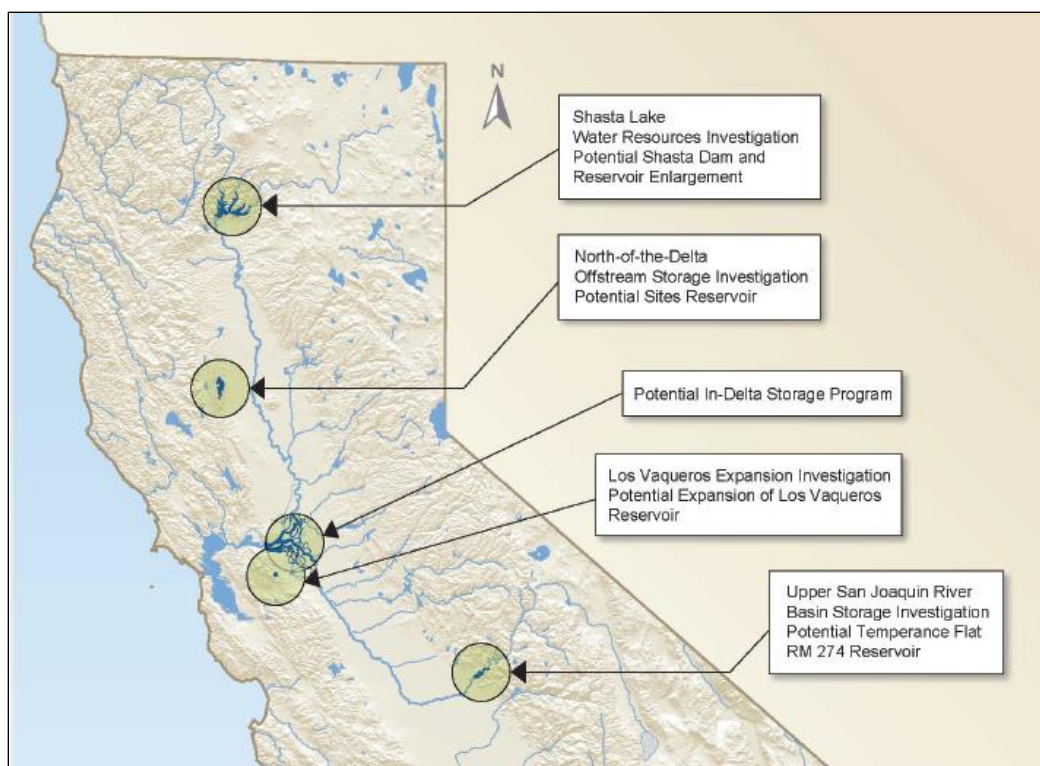 N
Shasta Lake
Water Resources Investigation
Potential Shasta Dam and
Reservoir Enlargement
North-of-the-Delta
Offstream Storage Investigation
Potential Sites Reservoir
Potential In-Delta Storage Program
Los Vaqueros Expansion Investigation
Potential Expansion of Los Vaqueros
Reservoir
Upper San Joaquin River
Basin Storage Investigation
Potential Temperance Flat
RM 274 Reservoir